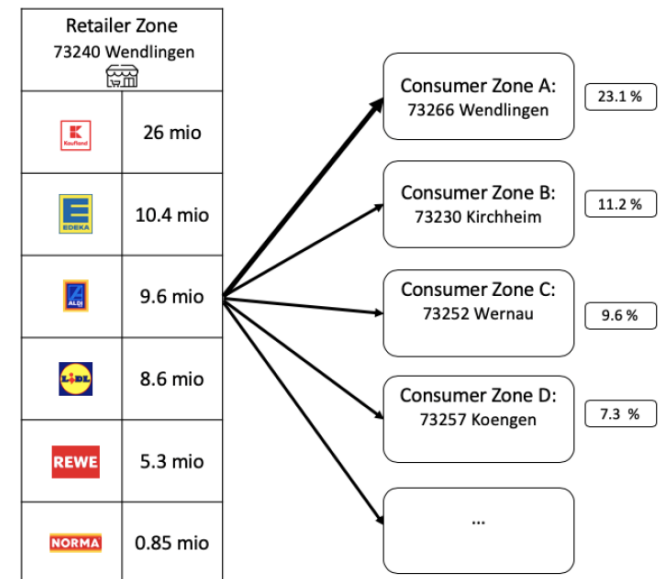 Retailer Zone
73240 Wendlingen
K
Kaufland
26 mio
E
EDEKA
10.4 mio
A
ALDI
9.6 mio
LiDL
8.6 mio
REWE
5.3 mio
NORMA
0.85 mio
Consumer Zone A:
73266 Wendlingen
23.1 %
Consumer Zone B:
73230 Kirchheim
11.2 %
Consumer Zone C:
73252 Wernau
9.6 %
Consumer Zone D:
73257 Koengen
7.3 %
...